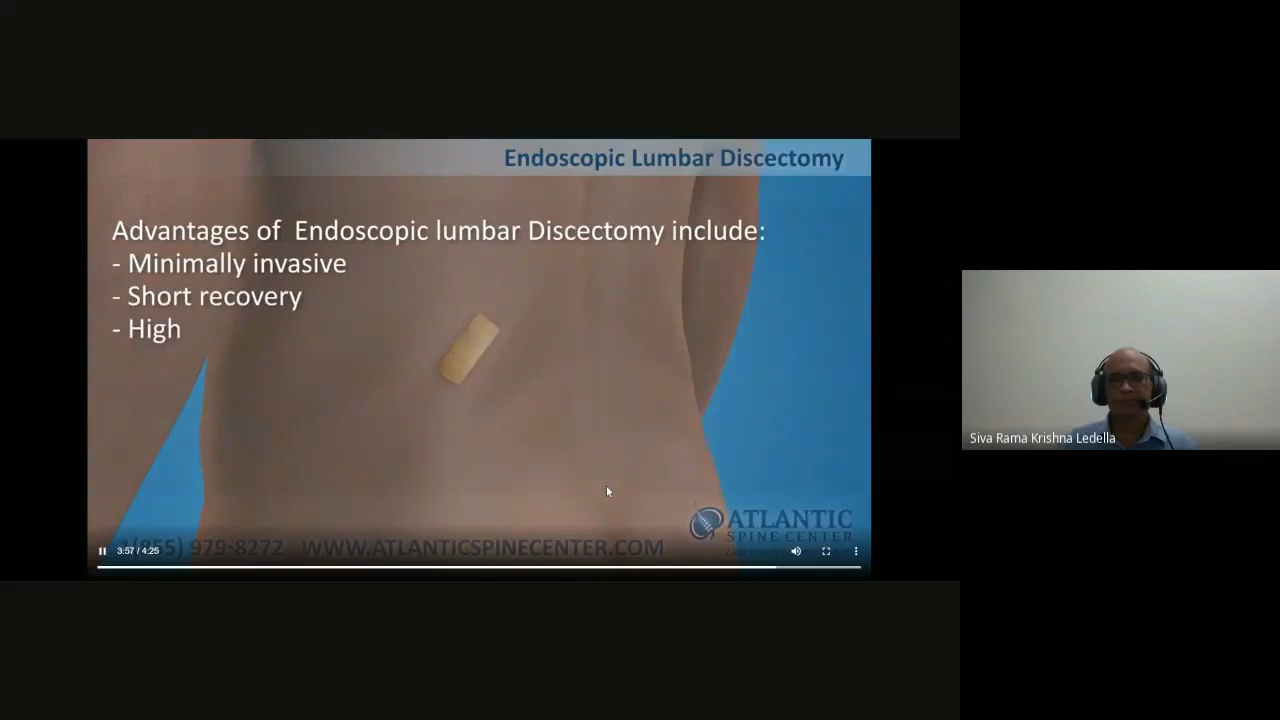 Endoscopic Lumbar Discectomy
Advantages of Endoscopic lumbar Discectomy include:
- Minimally invasive
- Short recovery
- High
ATLANTIC
SPINE CENTER
1(855) 979-8272 WWW.ATLANTICSPINECENTER.COM
3:57 / 4:25
Siva Rama Krishna Ledella